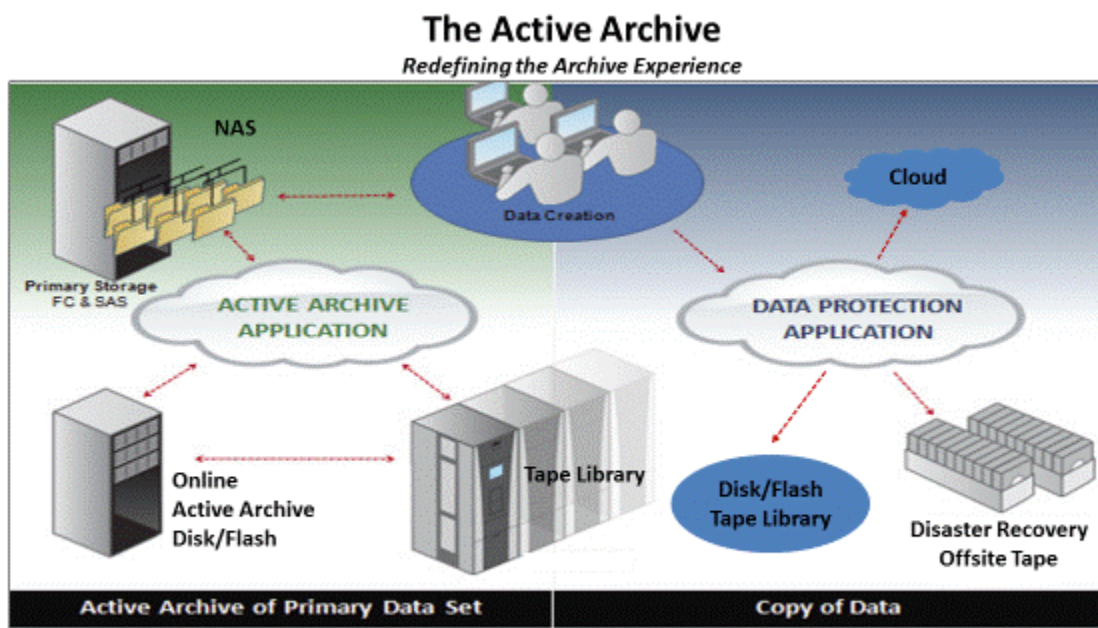 The Active Archive
Redefining the Archive Experience
NAS
Data Creation
Cloud
Primary Storage
FC & SAS
ACTIVE ARCHIVE
APPLICATION
DATA PROTECTION
APPLICATION
Online
Active Archive
Disk/Flash
Tape Library
Disk/Flash
Tape Library
Disaster Recovery
Offsite Tape
Active Archive of Primary Data Set
Copy of Data